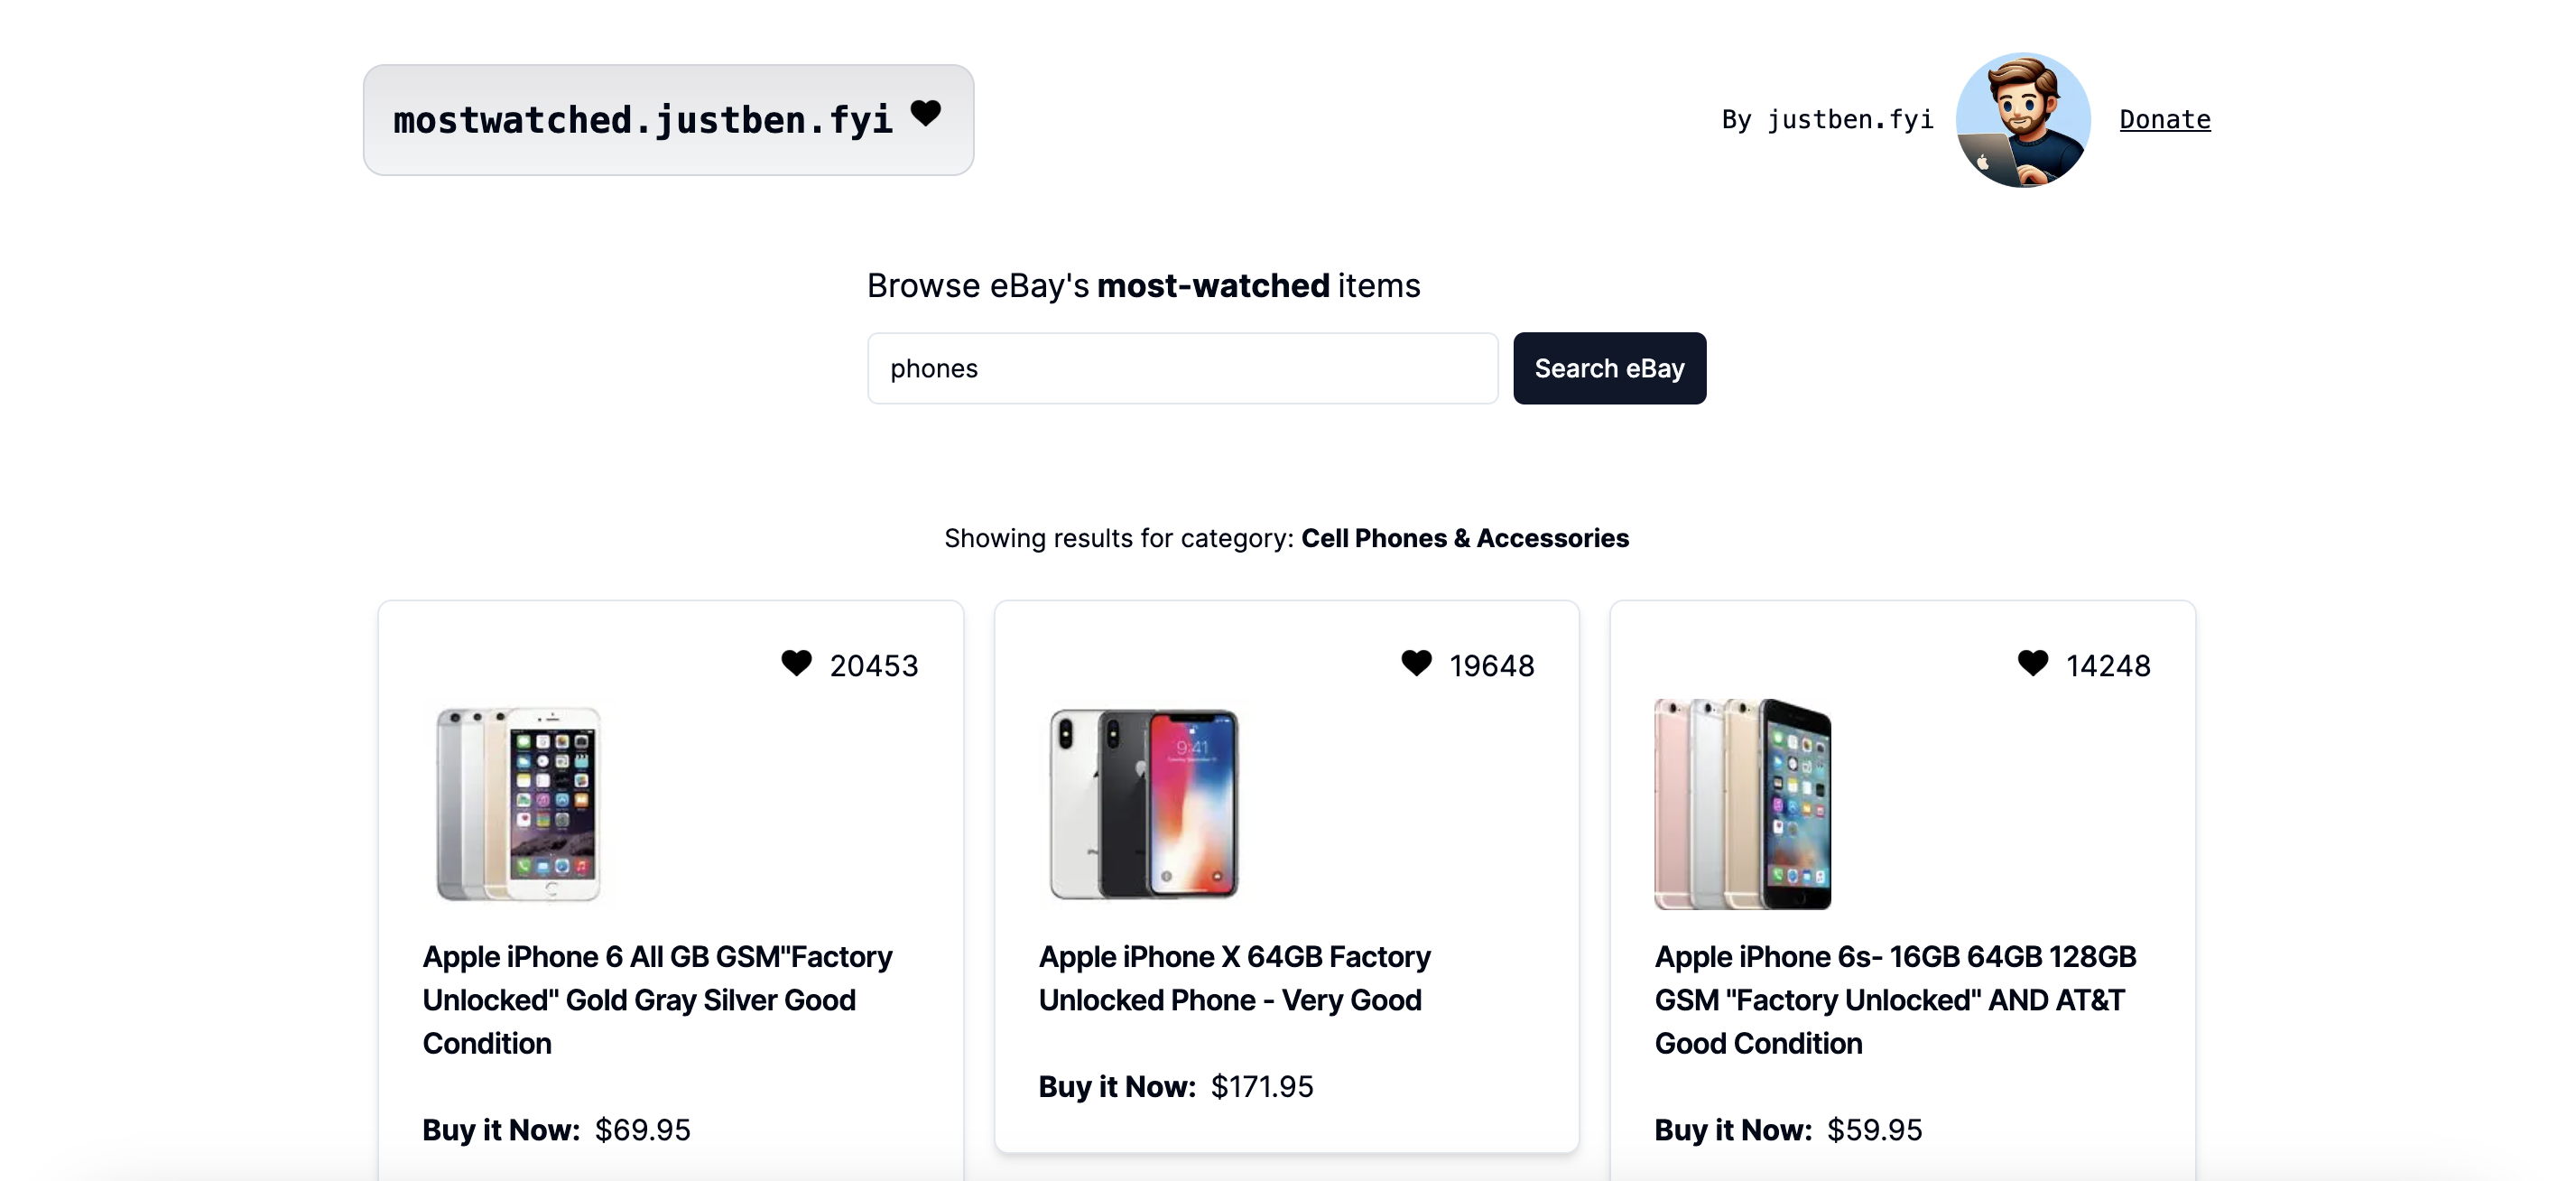 mostwatched.justben.fyi
By justben.fyi
Donate
Browse eBay's most-watched items
phones
Search eBay
Showing results for category: Cell Phones & Accessories
20453
19648
14248
9:41
Apple iPhone 6 All GB GSM"Factory
Unlocked" Gold Gray Silver Good
Condition
Buy it Now: $69.95
Apple iPhone X 64GB Factory
Unlocked Phone - Very Good
Buy it Now: $171.95
Apple iPhone 6s- 16GB 64GB 128GB
GSM "Factory Unlocked" AND AT&T
Good Condition
Buy it Now: $59.95